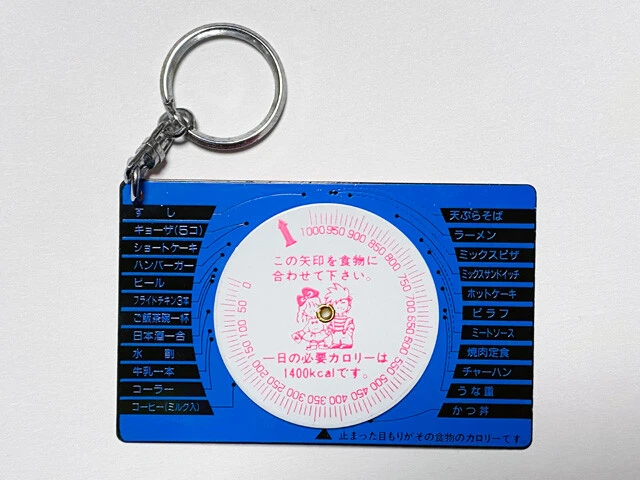 すし
キョーザ(5コ)
ショートケーキ
ハンバーガー
ビール
フライトチキン3本
ご飯茶碗一杯
日本酒一合
水割
牛乳一本
コーラー
コーヒー(ミルク入)
天ぷらそば
ラーメン
ミックスピザ
ミックスサンドイッチ
ホットケーキ
ピラフ
ミートソース
焼肉定食
チャーハン
うな重
かつ丼
この矢印を食物に
合わせて下さい。
一日の必要カロリーは
1400kcalです。
0 50 100 150 200 250 300 350 400 450 500 550 600 650 700 750 800 850 900 950 1000
止まった目もりがその食物のカロリーです